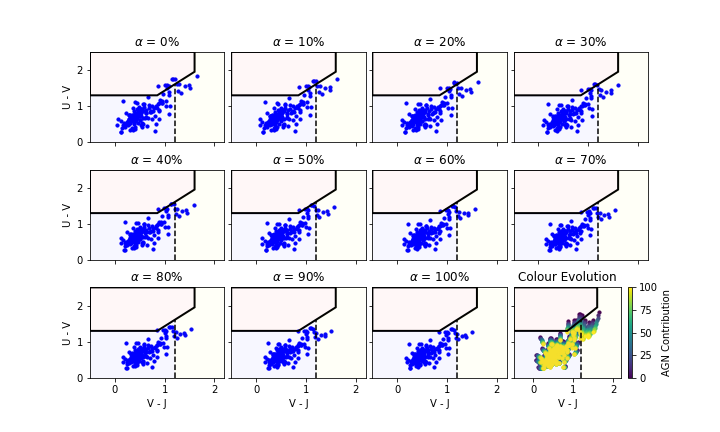 α = 0%
α = 10%
α = 20%
α = 30%
2
1
0
U - V
α = 40%
α = 50%
α = 60%
α = 70%
2
1
0
U - V
α = 80%
α = 90%
α = 100%
Colour Evolution
2
1
0
U - V
0 1 2
0 1 2
0 1 2
0 1 2
V - J
V - J
V - J
V - J
100
75
50
25
0
AGN Contribution